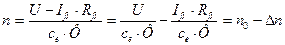 n = (U − I_я · R_я) / (c_e · Ô) = U / (c_e · Ô) − (I_я · R_я) / (c_e · Ô) = n_0 − Δn